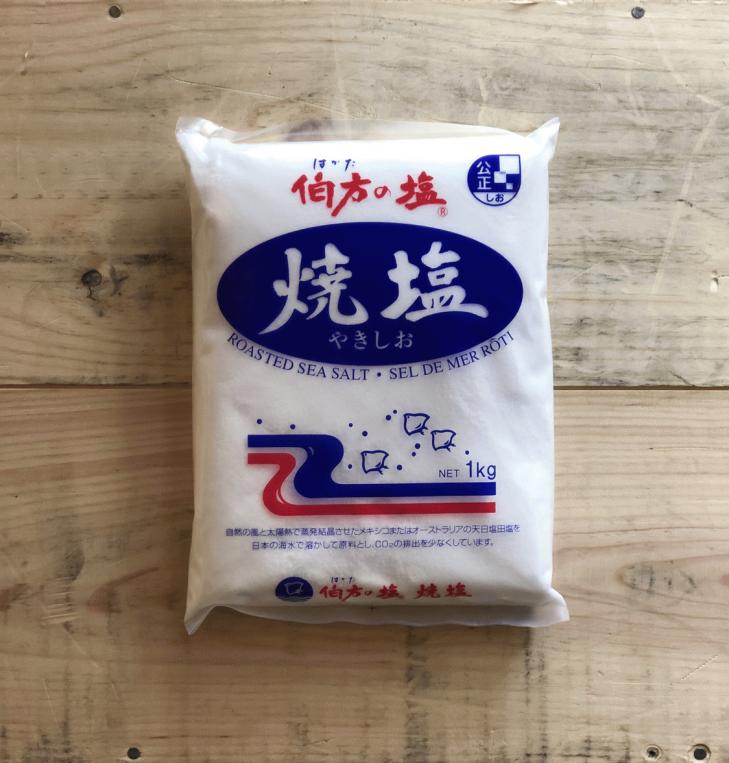 はかた
伯方の塩®
公正
しお
焼塩
やきしお
ROASTED SEA SALT・SEL DE MER RÔTI
NET 1kg
自然の風と太陽熱で蒸発結晶させたメキシコまたはオーストラリアの天日塩田塩を
日本の海水で溶かして原料とし、CO₂の排出を少なくしています。
はかた
伯方の塩 焼塩